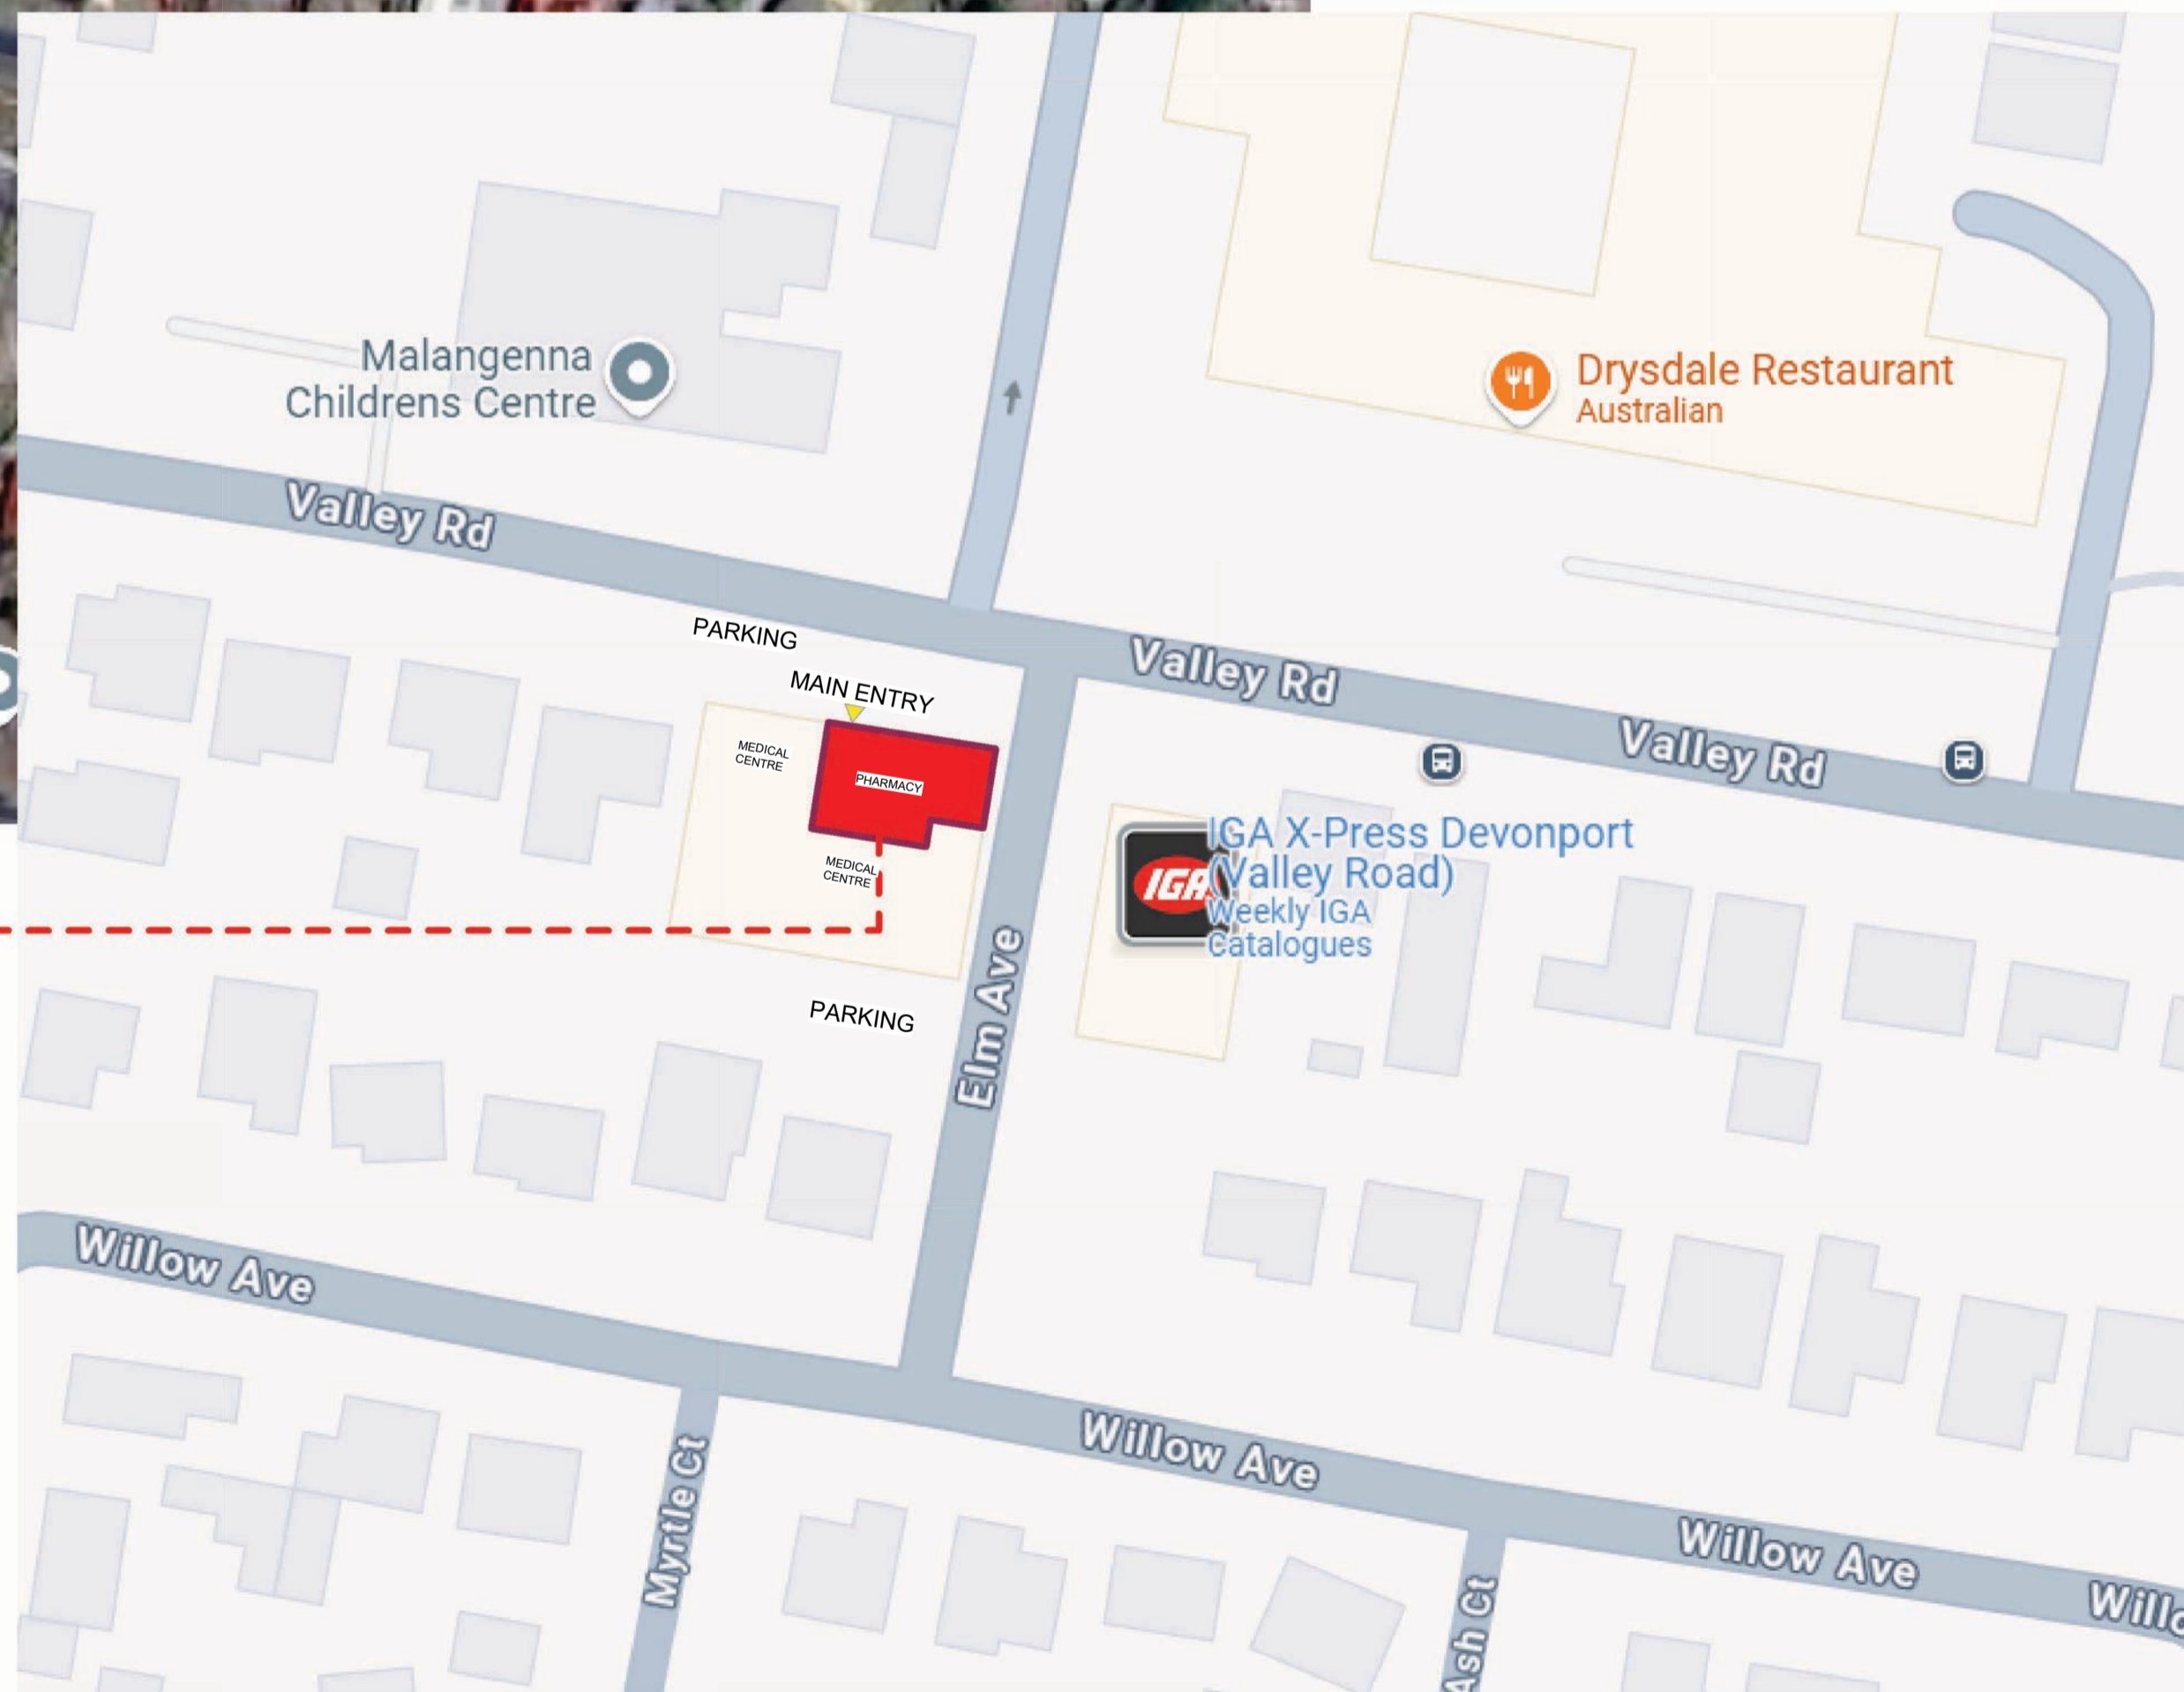 Malangenna
Childrens Centre
Drysdale Restaurant
Australian
Valley Rd
PARKING
MAIN ENTRY
Valley Rd
Valley Rd
MEDICAL
CENTRE
PHARMACY
MEDICAL
CENTRE
IGA
IGA X-Press Devonport
(Valley Road)
Weekly IGA
Catalogues
PARKING
Elm Ave
Willow Ave
Willow Ave
Myrtle Ct
Willow Ave
Ash Ct